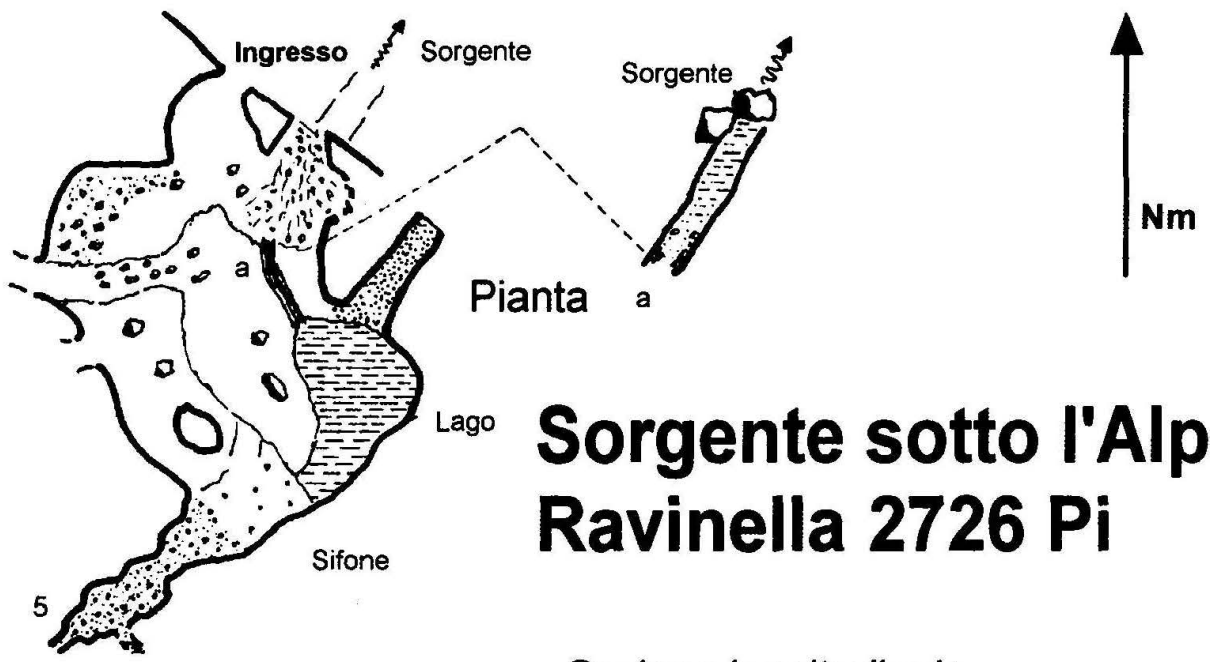 Ingresso
Sorgente
Sorgente
Nm
a
Pianta
a
Lago
Sorgente sotto l'Alp
Ravinella 2726 Pi
Sifone
5